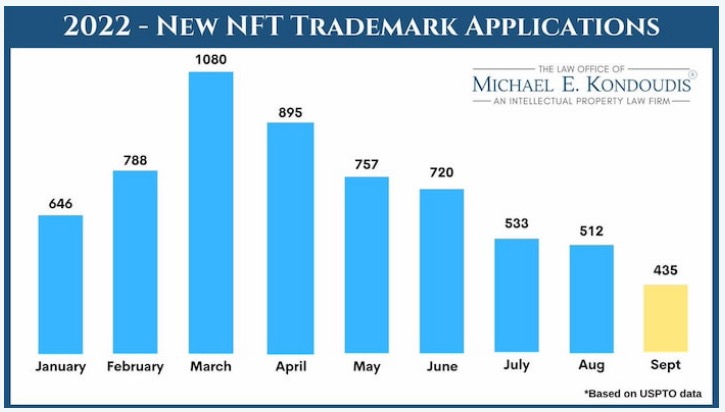 2022 - New NFT Trademark Applications
THE LAW OFFICE OF
MICHAEL E. KONDOUDIS®
AN INTELLECTUAL PROPERTY LAW FIRM
1080
895
788
757
720
646
533
512
435
January February March April May June July Aug Sept
*Based on USPTO data